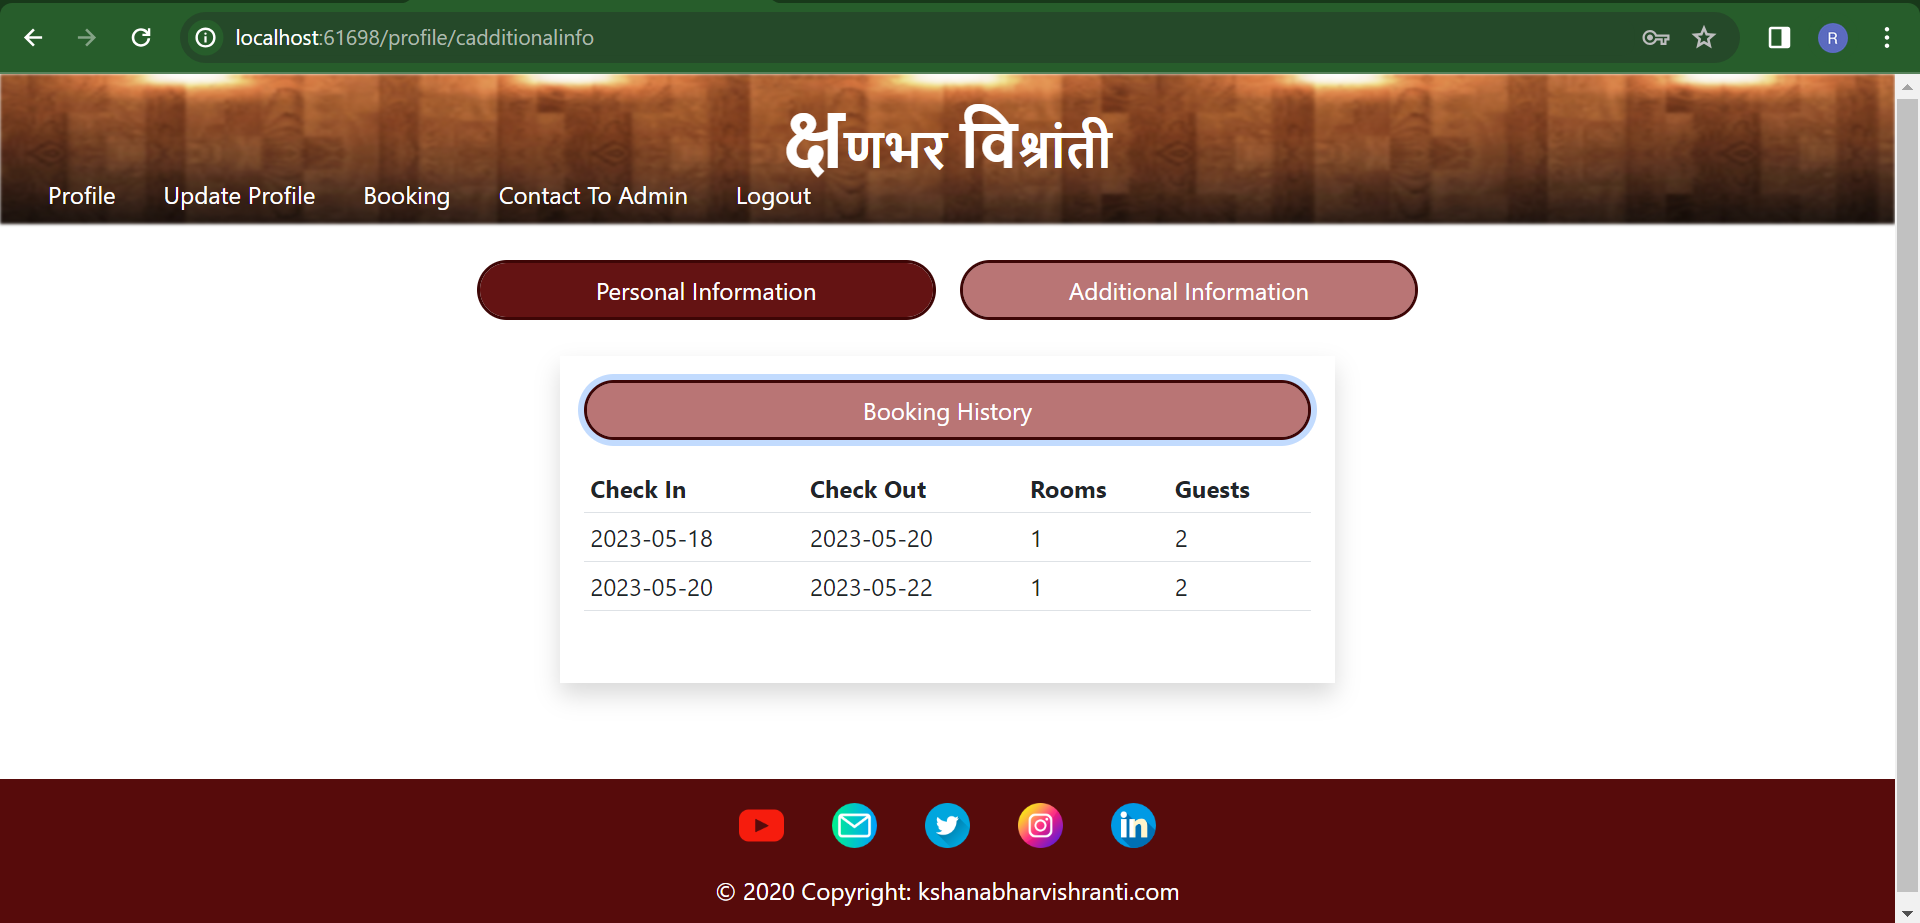 localhost:61698/profile/cadditionalinfo
R
क्षणभर विश्रांती
Profile Update Profile Booking Contact To Admin Logout
Personal Information Additional Information
Booking History
Check In Check Out Rooms Guests
2023-05-18 2023-05-20 1 2
2023-05-20 2023-05-22 1 2
in
© 2020 Copyright: kshanabharvishranti.com